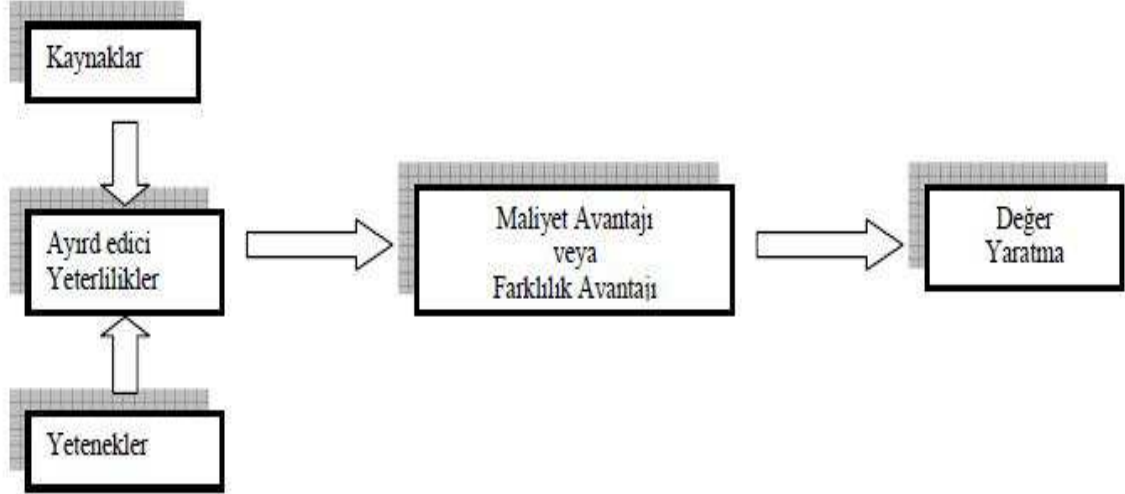 Kaynaklar
Ayırd edici
Yeterlilikler
Yetenekler
Maliyet Avantajı
veya
Farklılık Avantajı
Değer
Yaratma